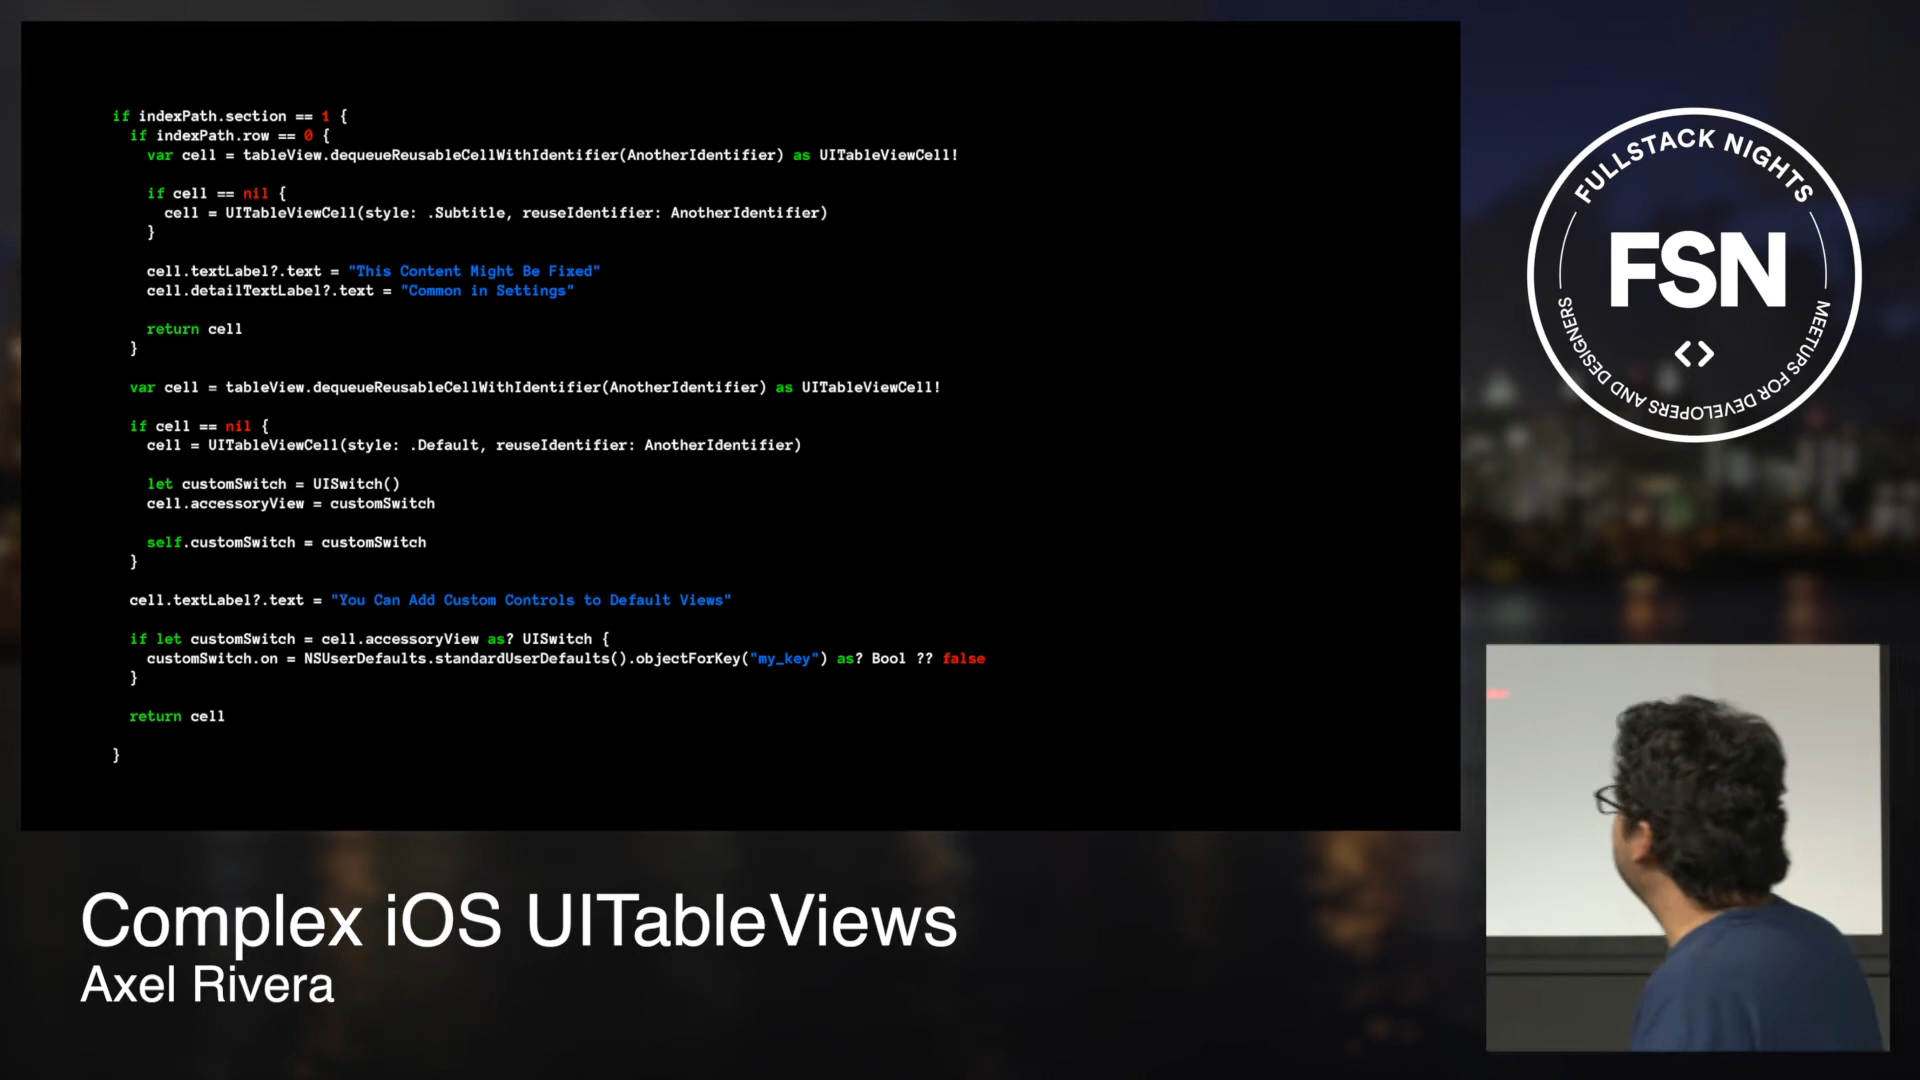 if indexPath.section == 1 {
if indexPath.row == 0 {
var cell = tableView.dequeueReusableCellWithIdentifier(AnotherIdentifier) as UITableViewCell!
if cell == nil {
cell = UITableViewCell(style: .Subtitle, reuseIdentifier: AnotherIdentifier)
}
cell.textLabel?.text = "This Content Might Be Fixed"
cell.detailTextLabel?.text = "Common in Settings"
return cell
}
var cell = tableView.dequeueReusableCellWithIdentifier(AnotherIdentifier) as UITableViewCell!
if cell == nil {
cell = UITableViewCell(style: .Default, reuseIdentifier: AnotherIdentifier)
let customSwitch = UISwitch()
cell.accessoryView = customSwitch
self.customSwitch = customSwitch
}
cell.textLabel?.text = "You Can Add Custom Controls to Default Views"
if let customSwitch = cell.accessoryView as? UISwitch {
customSwitch.on = NSUserDefaults.standardUserDefaults().objectForKey("my_key") as? Bool ?? false
}
return cell
}
FULLSTACK NIGHTS
FSN
<>
MEETUPS FOR DEVELOPERS AND DESIGNERS
Complex iOS UITableViews
Axel Rivera